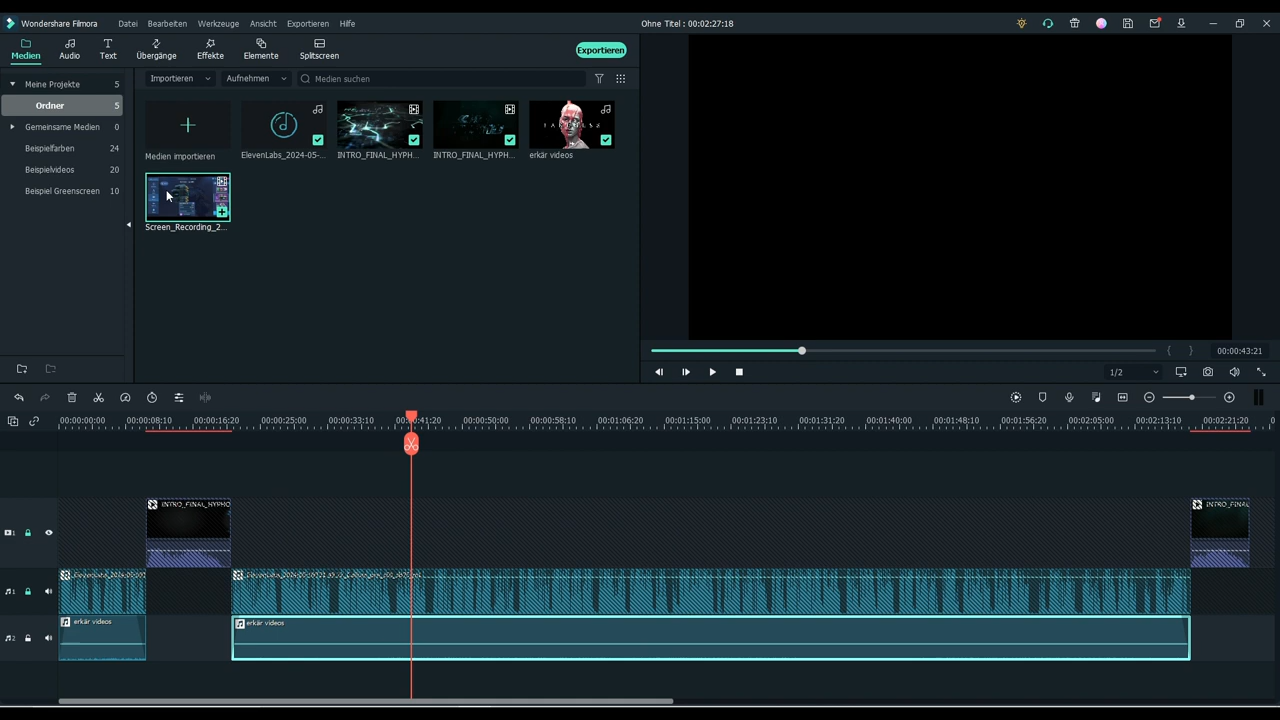 Wondershare Filmora Datei Bearbeiten Werkzeuge Ansicht Exportieren Hilfe Ohne Titel : 00:02:27:18
Medien Audio Text Übergänge Effekte Elemente Splitscreen Exportieren
Meine Projekte 5 Importieren Aufnehmen Medien suchen
Ordner 5
Gemeinsame Medien 0
Beispielfarben 24
Beispielvideos 20
Beispiel Greenscreen 10
Medien importieren ElevenLabs_2024-05-... INTRO_FINAL_HYPH... INTRO_FINAL_HYPH... erkär videos
Screen_Recording_2...
00:00:43:21
1/2
00:00:00:00 00:00:08:10 00:00:16:20 00:00:25:00 00:00:33:10 00:00:41:20 00:00:50:00 00:00:58:10 00:01:06:20 00:01:15:00 00:01:23:10 00:01:31:20 00:01:40:00 00:01:48:10 00:01:56:20 00:02:05:00 00:02:13:10 00:02:21:20 0
INTRO_FINAL_HYPHO INTRO_FINAL
1
1
erkär videos erkär videos
2